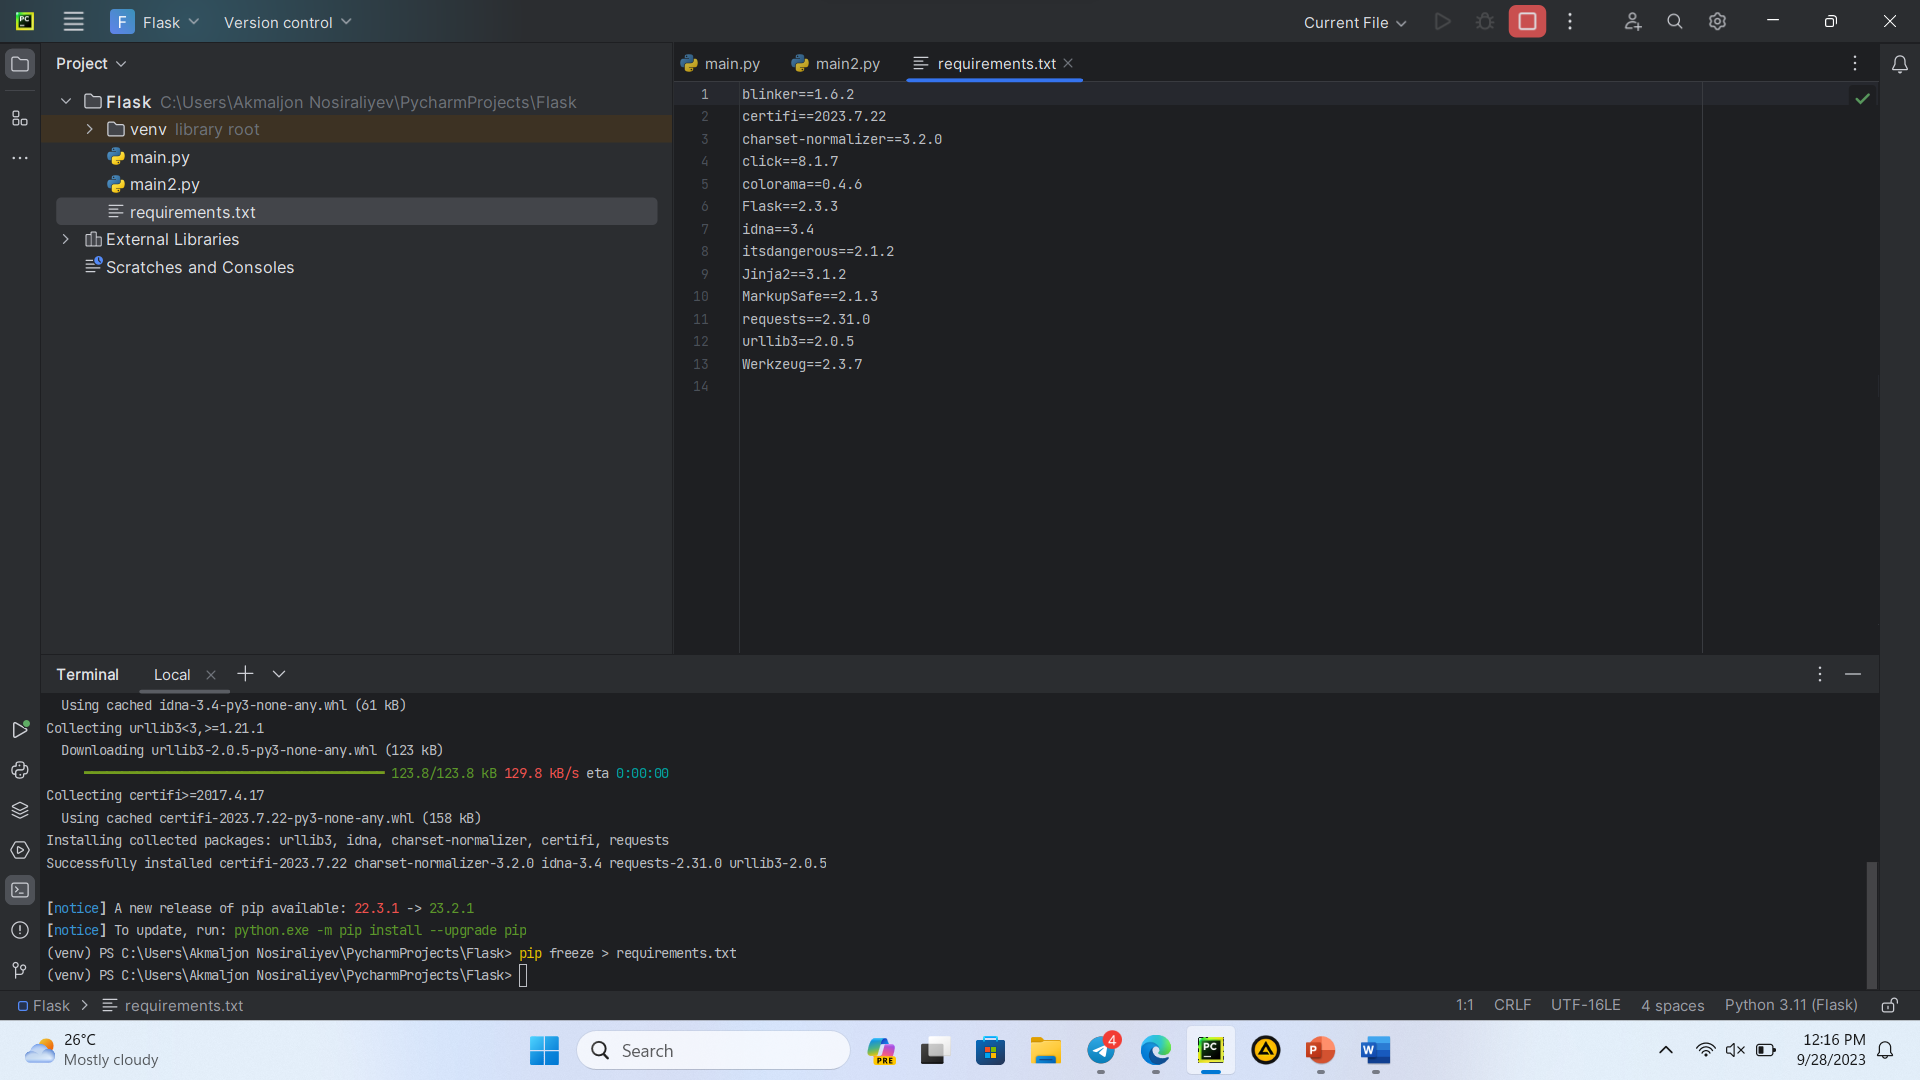 PC
F Flask
Version control
Current File
Project
main.py
main2.py
requirements.txt
Flask C:\Users\Akmaljon Nosiraliyev\PycharmProjects\Flask
venv library root
main.py
main2.py
requirements.txt
External Libraries
Scratches and Consoles
1 blinker==1.6.2
2 certifi==2023.7.22
3 charset-normalizer==3.2.0
4 click==8.1.7
5 colorama==0.4.6
6 Flask==2.3.3
7 idna==3.4
8 itsdangerous==2.1.2
9 Jinja2==3.1.2
10 MarkupSafe==2.1.3
11 requests==2.31.0
12 urllib3==2.0.5
13 Werkzeug==2.3.7
14
Terminal Local
Using cached idna-3.4-py3-none-any.whl (61 kB)
Collecting urllib3<3,>=1.21.1
Downloading urllib3-2.0.5-py3-none-any.whl (123 kB)
123.8/123.8 kB 129.8 kB/s eta 0:00:00
Collecting certifi>=2017.4.17
Using cached certifi-2023.7.22-py3-none-any.whl (158 kB)
Installing collected packages: urllib3, idna, charset-normalizer, certifi, requests
Successfully installed certifi-2023.7.22 charset-normalizer-3.2.0 idna-3.4 requests-2.31.0 urllib3-2.0.5
[notice] A new release of pip available: 22.3.1 -> 23.2.1
[notice] To update, run: python.exe -m pip install --upgrade pip
(venv) PS C:\Users\Akmaljon Nosiraliyev\PycharmProjects\Flask> pip freeze > requirements.txt
(venv) PS C:\Users\Akmaljon Nosiraliyev\PycharmProjects\Flask>
Flask > requirements.txt
1:1 CRLF UTF-16LE 4 spaces Python 3.11 (Flask)
26°C
Mostly cloudy
Search
PRE
4
PC
P
W
12:16 PM
9/28/2023